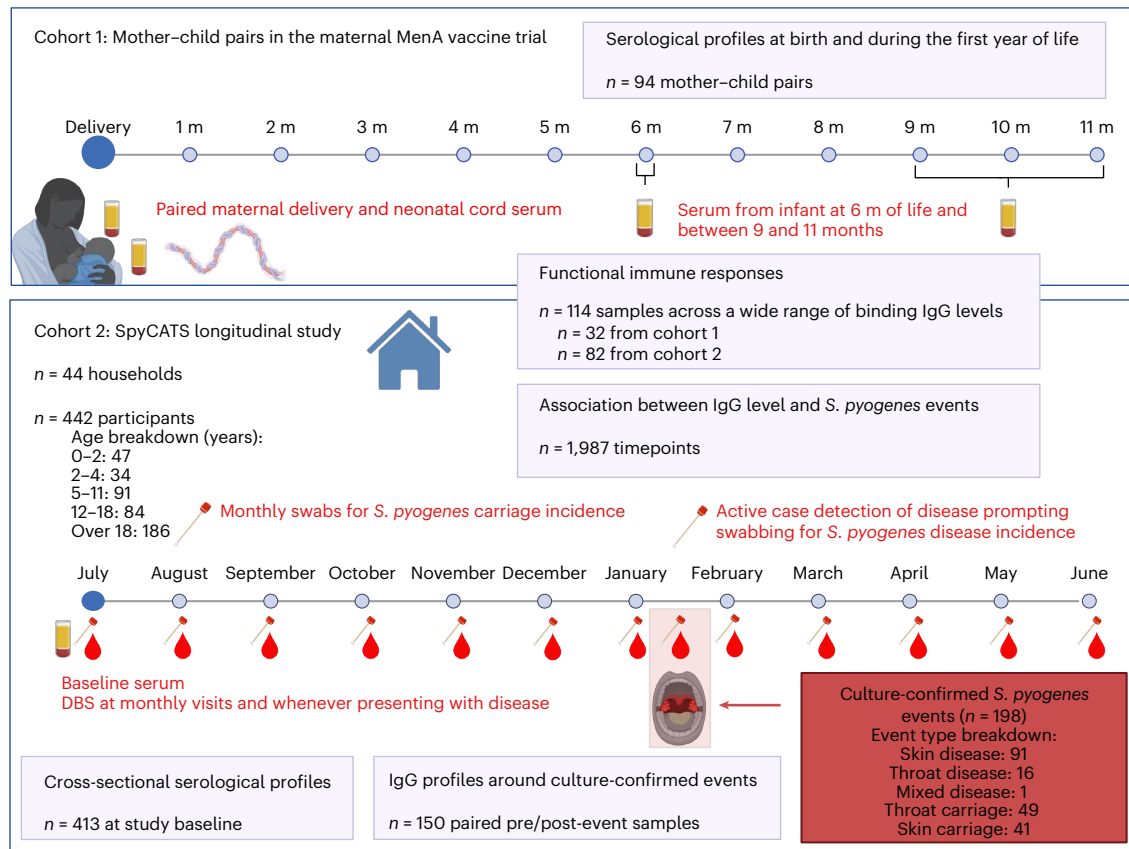 Cohort 1: Mother–child pairs in the maternal MenA vaccine trial
Serological profiles at birth and during the first year of life
n = 94 mother–child pairs
Delivery 1 m 2 m 3 m 4 m 5 m 6 m 7 m 8 m 9 m 10 m 11 m
Paired maternal delivery and neonatal cord serum
Serum from infant at 6 m of life and
between 9 and 11 months
Functional immune responses
n = 114 samples across a wide range of binding IgG levels
n = 32 from cohort 1
n = 82 from cohort 2
Cohort 2: SpyCATS longitudinal study
n = 44 households
n = 442 participants
Age breakdown (years):
0–2: 47
2–4: 34
5–11: 91
12–18: 84
Over 18: 186
Association between IgG level and S. pyogenes events
n = 1,987 timepoints
Monthly swabs for S. pyogenes carriage incidence
Active case detection of disease prompting
swabbing for S. pyogenes disease incidence
July August September October November December January February March April May June
Baseline serum
DBS at monthly visits and whenever presenting with disease
Culture-confirmed S. pyogenes
events (n = 198)
Event type breakdown:
Skin disease: 91
Throat disease: 16
Mixed disease: 1
Throat carriage: 49
Skin carriage: 41
Cross-sectional serological profiles
n = 413 at study baseline
IgG profiles around culture-confirmed events
n = 150 paired pre/post-event samples